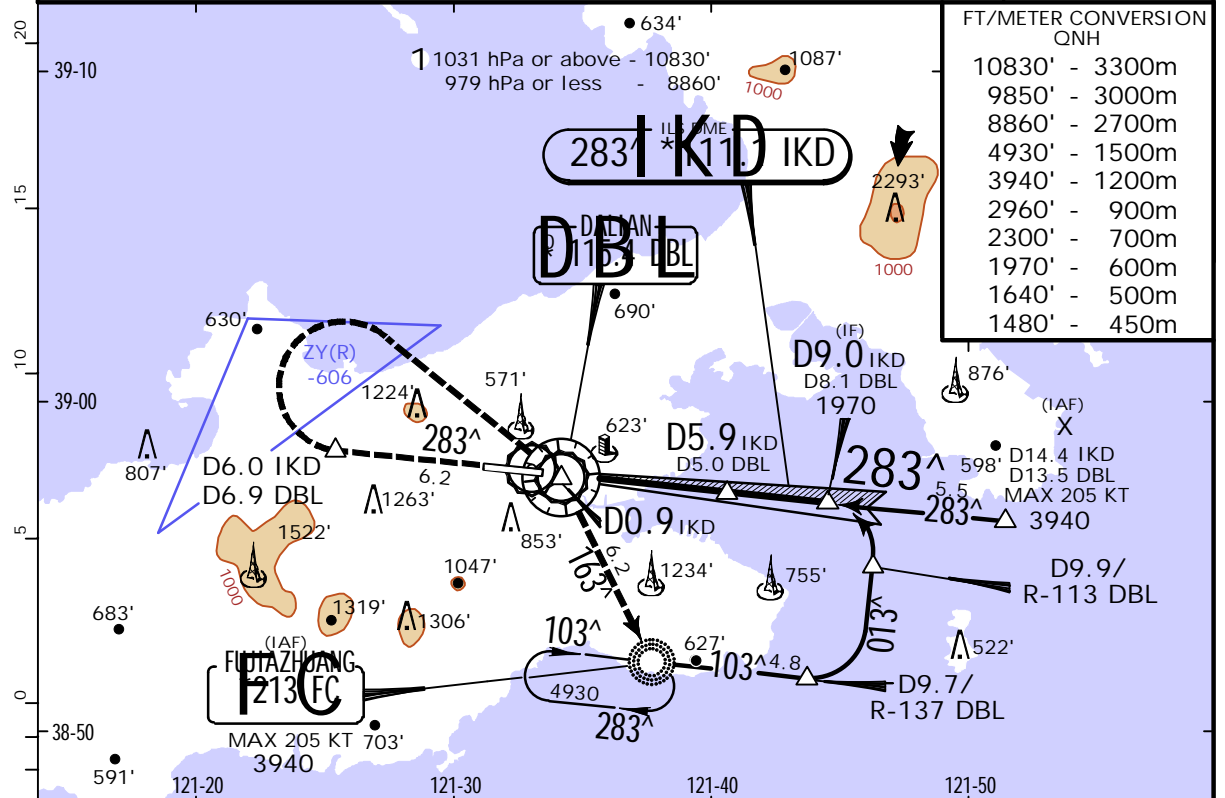 FT/METER CONVERSION
QNH
10830' - 3300m
9850' - 3000m
8860' - 2700m
4930' - 1500m
3940' - 1200m
2960' - 900m
2300' - 700m
1970' - 600m
1640' - 500m
1480' - 450m
20
39-10
15
10
39-00
5
0
38-50
634'
1 1031 hPa or above - 10830'
979 hPa or less - 8860'
1087'
1000
ILS DME
283^ *111.1 IKD
IKD
2293'
1000
DALIAN
115.4 DBL
DBL
690'
630'
ZY(R)
-606
1224'
571'
623'
283^
6.2
807'
D6.0 IKD
D6.9 DBL
1263'
853'
D0.9 IKD
D5.9 IKD
D5.0 DBL
(IF)
D9.0 IKD
D8.1 DBL
1970
876'
(IAF)
X
598'
D14.4 IKD
D13.5 DBL
MAX 205 KT
3940
283^
5.5
283^
1522'
1000
1047'
163^
6.2
1234'
755'
D9.9/
R-113 DBL
013^
683'
1319'
1306'
522'
(IAF)
FUJIAZHUANG
213 FC
FC
MAX 205 KT
3940
103^
4930
283^
627'
103^
4.8
D9.7/
R-137 DBL
703'
591'
121-20
121-30
121-40
121-50